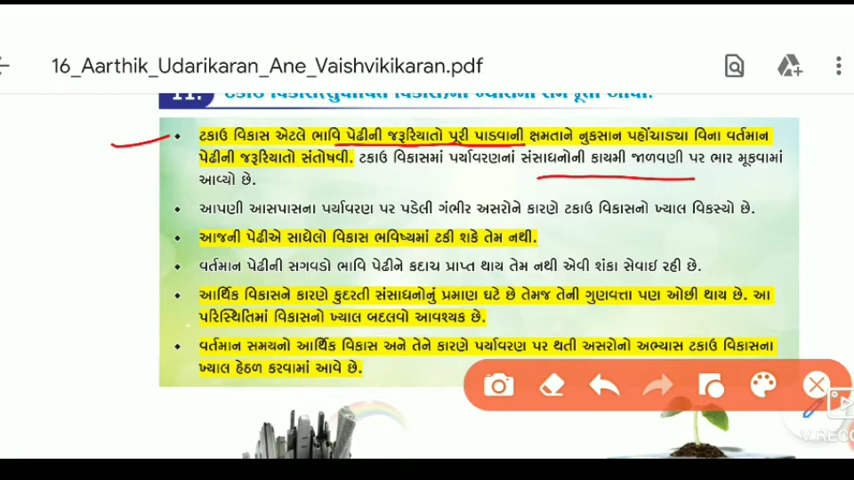 16_Aarthik_Udarikaran_Ane_Vaishvikikaran.pdf
ટકાઉ વિકાસ એટલે ભાવિ પેઢીની જરૂરિયાતો પૂરી પાડવાની ક્ષમતાને નુકસાન પહોંચાડ્યા વિના વર્તમાન
પેઢીની જરૂરિયાતો સંતોષવી. ટકાઉ વિકાસમાં પર્યાવરણનાં સંસાધનોની કાયમી જાળવણી પર ભાર મૂકવામાં
આવ્યો છે.
આપણી આસપાસના પર્યાવરણ પર પડેલી ગંભીર અસરોને કારણે ટકાઉ વિકાસનો ખ્યાલ વિકસ્યો છે.
આજની પેઢીએ સાધેલો વિકાસ ભવિષ્યમાં ટકી શકે તેમ નથી.
વર્તમાન પેઢીની સગવડો ભાવિ પેઢીને કદાચ પ્રાપ્ત થાય તેમ નથી એવી શંકા સેવાઇ રહી છે.
આર્થિક વિકાસને કારણે કુદરતી સંસાધનોનું પ્રમાણ ઘટે છે તેમજ તેની ગુણવત્તા પણ ઓછી થાય છે. આ
પરિસ્થિતિમાં વિકાસનો ખ્યાલ બદલવો આવશ્યક છે.
વર્તમાન સમયનો આર્થિક વિકાસ અને તેને કારણે પર્યાવરણ પર થતી અસરોનો અભ્યાસ ટકાઉ વિકાસના
ખ્યાલ હેઠળ કરવામાં આવે છે.